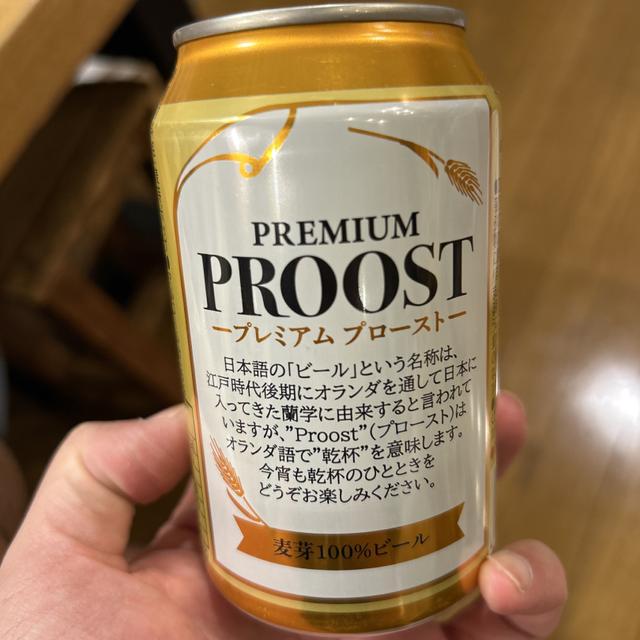 PREMIUM
PROOST
ープレミアム プローストー
日本語の「ビール」という名称は、
江戸時代後期にオランダを通して日本に
入ってきた蘭学に由来すると言われて
いますが、"Proost"(プロースト)は
オランダ語で"乾杯"を意味します。
今宵も乾杯のひとときを
どうぞお楽しみください。
麦芽100%ビール